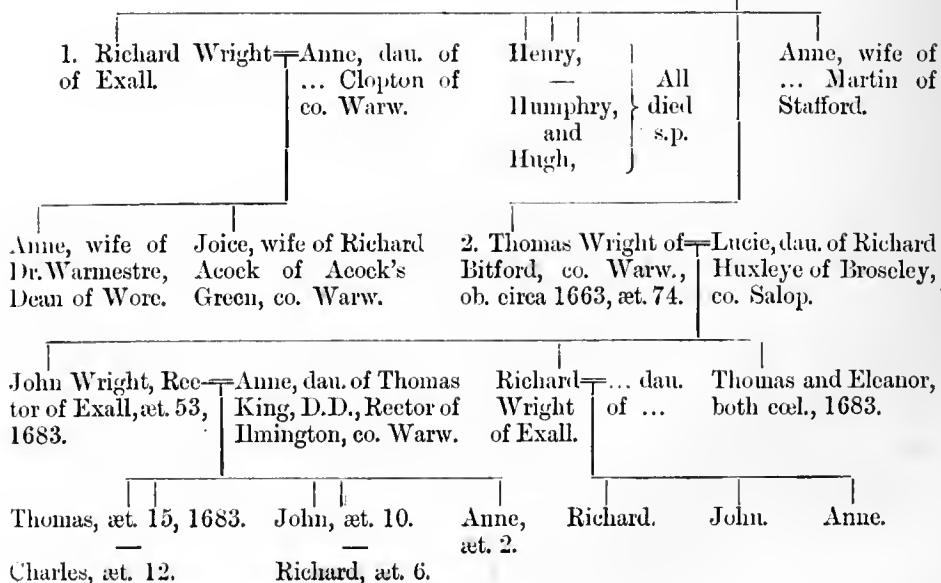 1. Richard Wright
of Exall.
Anne, dau. of
... Clopton of
co. Warw.
Henry,
—
Humphry,
and
Hugh,
All
died
s.p.
Anne, wife of
... Martin of
Stafford.
Anne, wife of
Dr. Warmestre,
Dean of Worc.
Joice, wife of Richard
Acock of Acock's
Green, co. Warw.
2. Thomas Wright of
Bitford, co. Warw.,
ob. circa 1663, æt. 74.
Lucie, dau. of Richard
Huxleye of Broseley,
co. Salop.
John Wright, Rec-
tor of Exall, æt. 53,
1683.
Anne, dau. of Thomas
King, D.D., Rector of
Ilmington, co. Warw.
Richard
Wright
of Exall.
... dau.
of ...
Thomas and Eleanor,
both cœl., 1683.
Thomas, æt. 15, 1683.
—
Charles, æt. 12.
John, æt. 10.
—
Richard, æt. 6.
Anne,
æt. 2.
Richard.
John.
Anne.